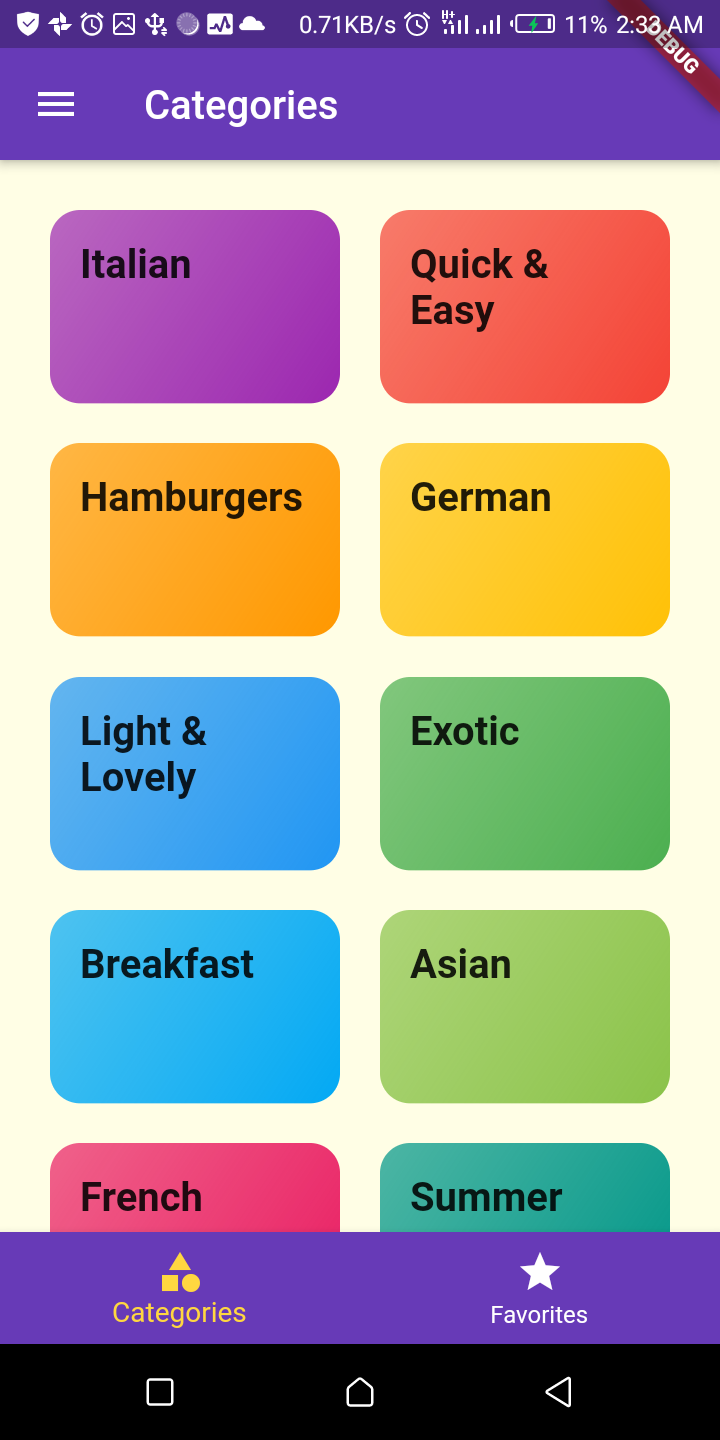 0.71KB/s H+ 11% 2:33 AM
DEBUG
Categories
Italian
Quick &
Easy
Hamburgers
German
Light &
Lovely
Exotic
Breakfast
Asian
French
Summer
Categories
Favorites